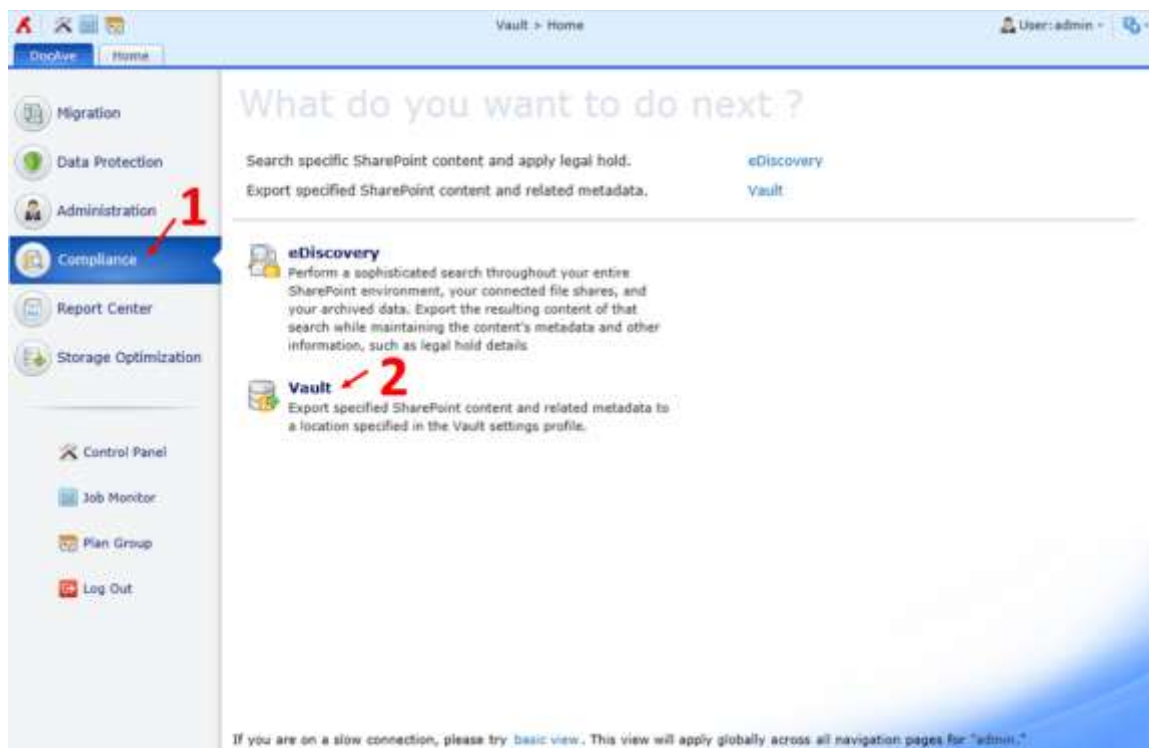 Vault > Home
User: admin
DocAve
Home
Migration
Data Protection
Administration
1
Compliance
Report Center
Storage Optimization
Control Panel
Job Monitor
Plan Group
Log Out
What do you want to do next ?
Search specific SharePoint content and apply legal hold. eDiscovery
Export specified SharePoint content and related metadata. Vault
eDiscovery
Perform a sophisticated search throughout your entire
SharePoint environment, your connected file shares, and
your archived data. Export the resulting content of that
search while maintaining the content's metadata and other
information, such as legal hold details
Vault
2
Export specified SharePoint content and related metadata to
a location specified in the Vault settings profile.
If you are on a slow connection, please try basic view. This view will apply globally across all navigation pages for "admin."